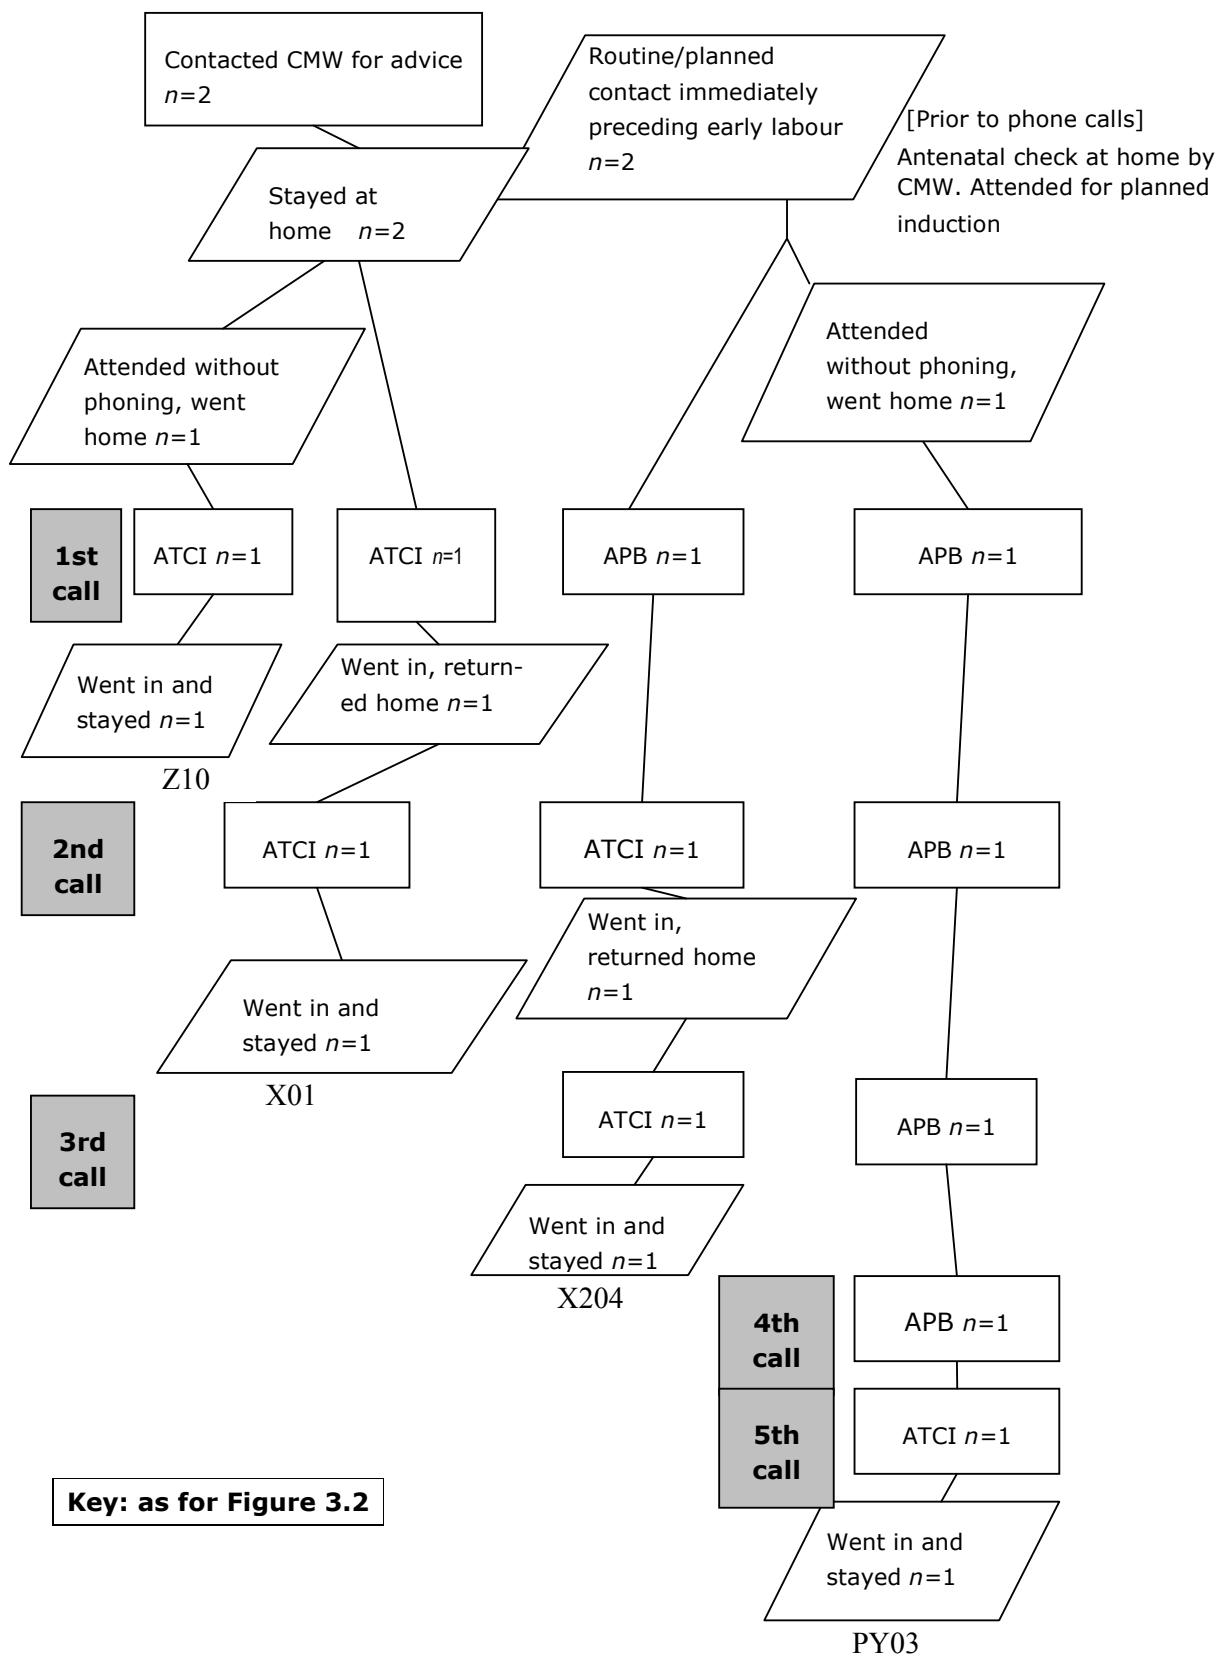 Contacted CMW for advice
n=2
Routine/planned
contact immediately
preceding early labour
n=2
[Prior to phone calls]
Antenatal check at home by
CMW. Attended for planned
induction
Stayed at
home n=2
Attended without
phoning, went
home n=1
Attended
without phoning,
went home n=1
1st
call
ATCI n=1
ATCI n=1
APB n=1
APB n=1
Went in and
stayed n=1
Z10
Went in, return-
ed home n=1
2nd
call
ATCI n=1
ATCI n=1
APB n=1
Went in,
returned home
n=1
Went in and
stayed n=1
X01
3rd
call
ATCI n=1
APB n=1
Went in and
stayed n=1
X204
4th
call
APB n=1
5th
call
ATCI n=1
Key: as for Figure 3.2
Went in and
stayed n=1
PY03